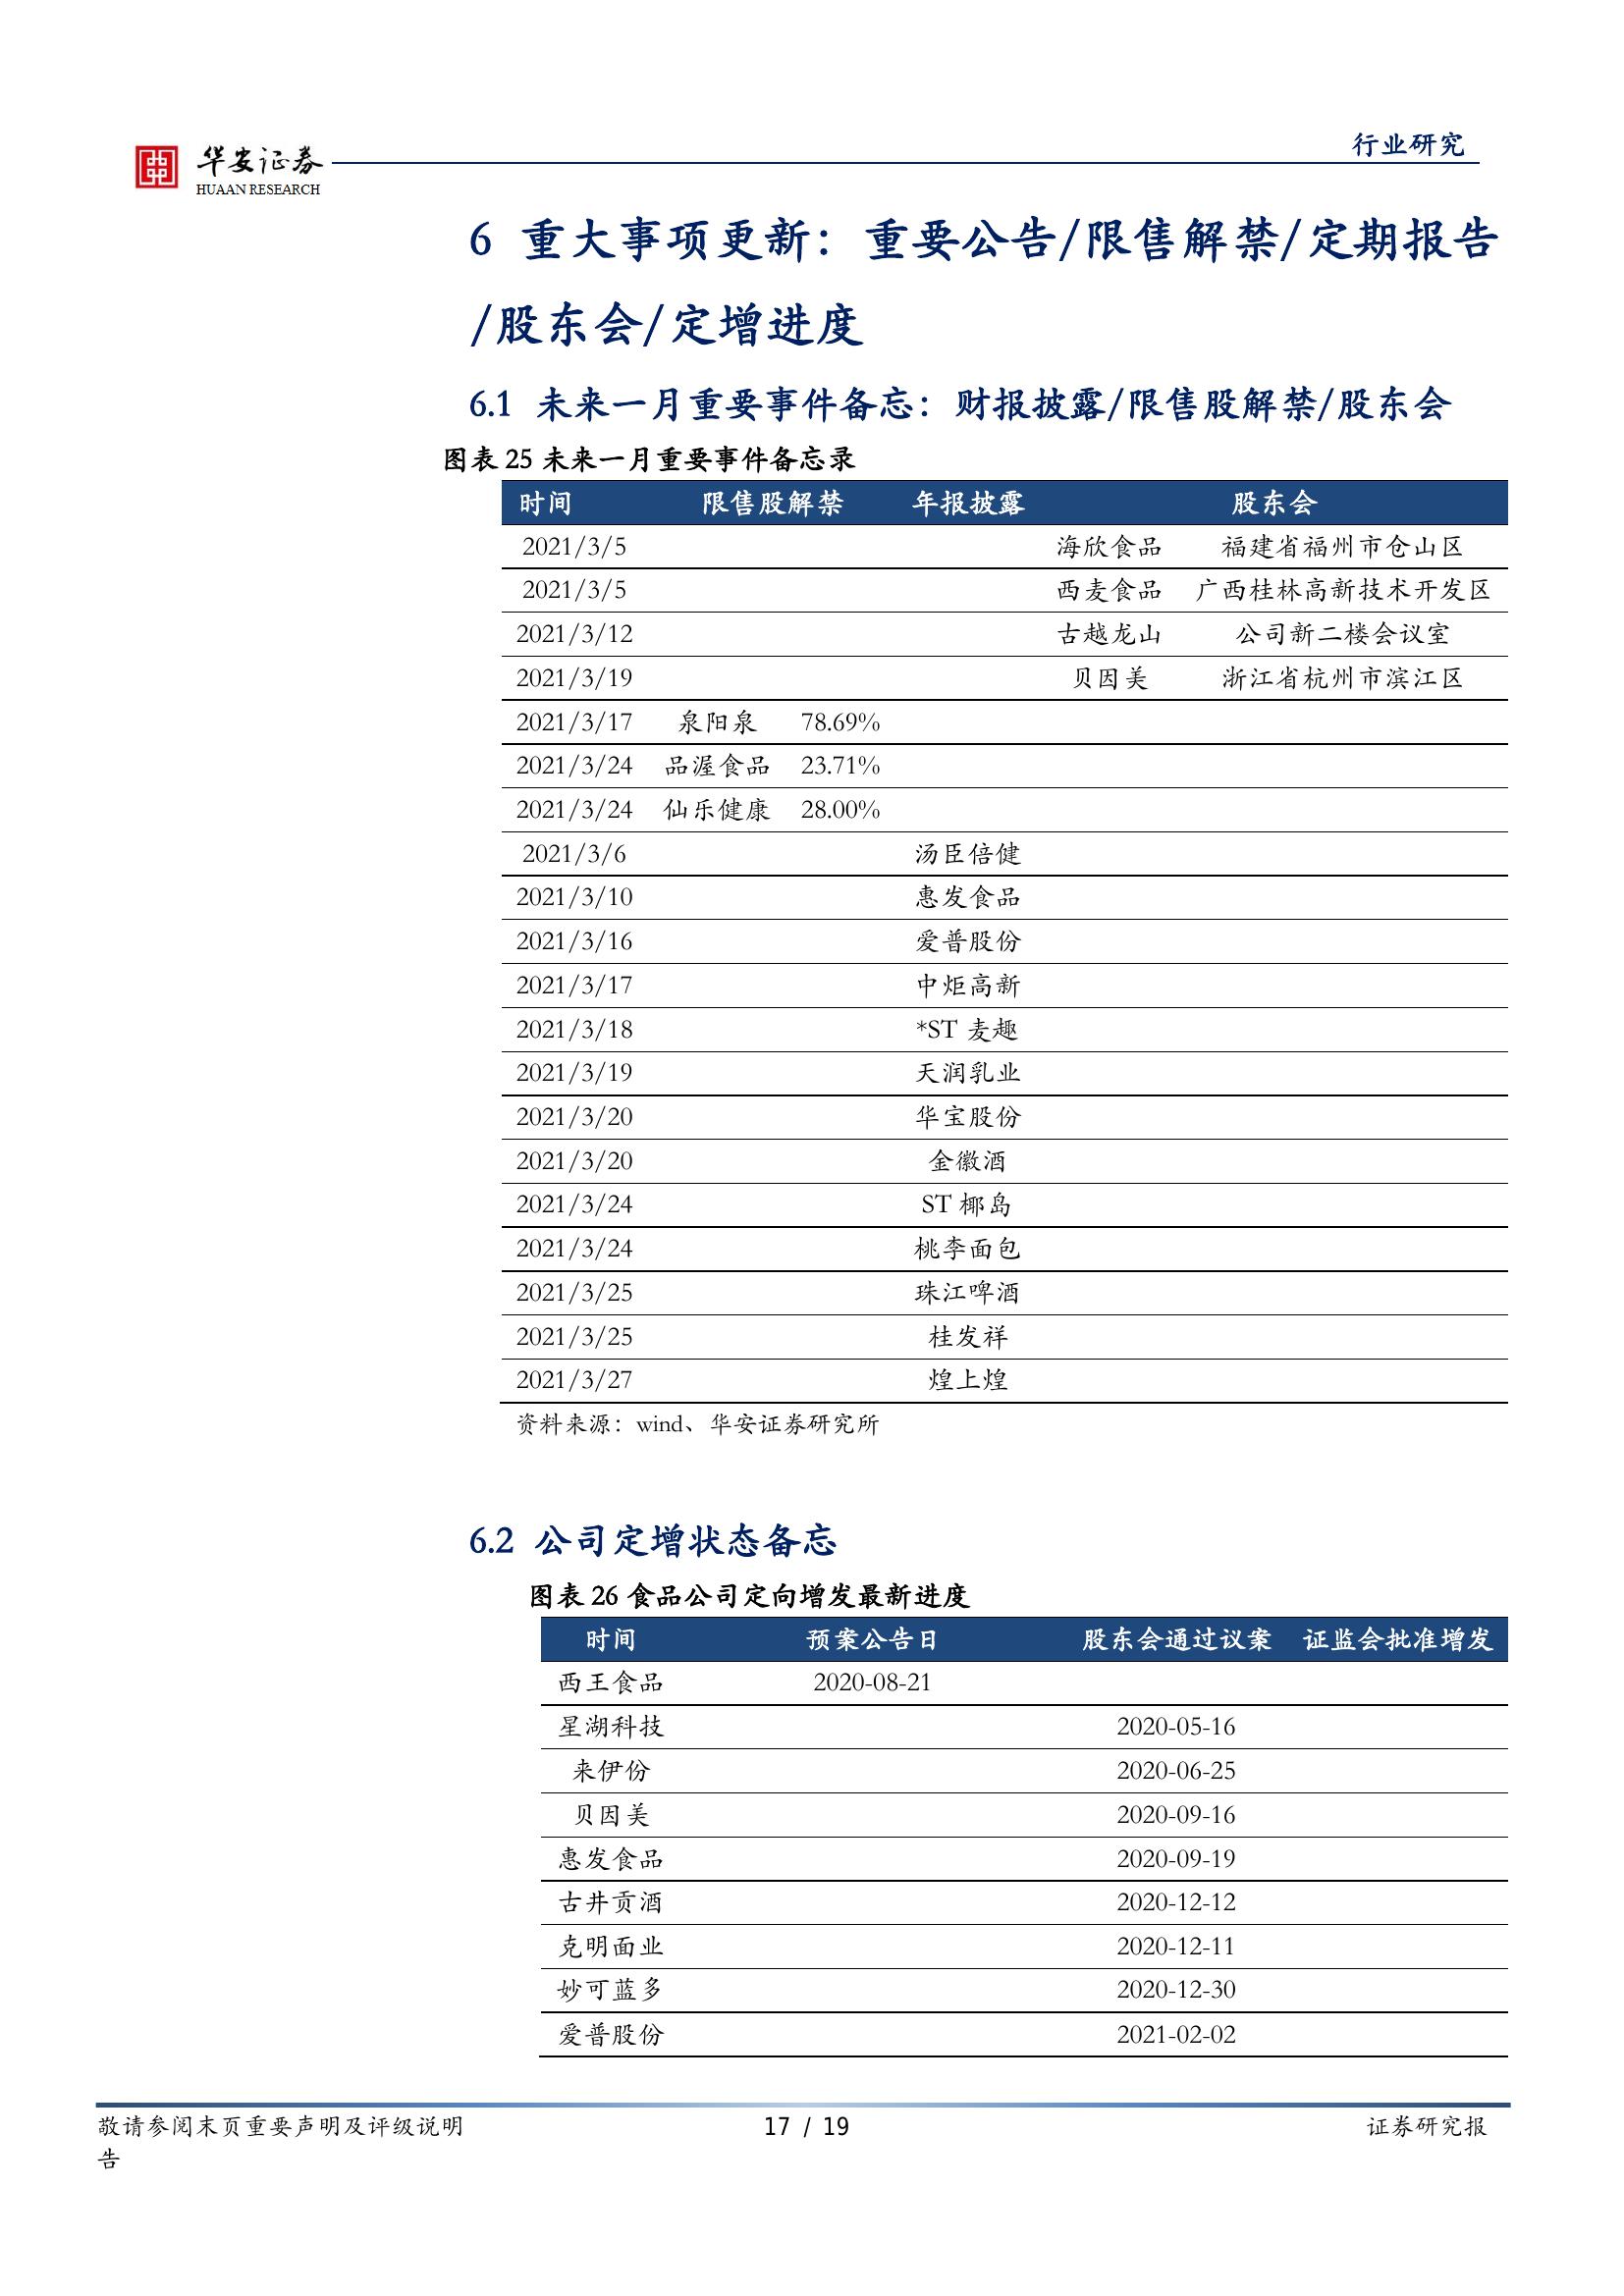 华安证券
HUAAN RESEARCH
行业研究
6 重大事项更新：重要公告/限售解禁/定期报告
/股东会/定增进度
6.1 未来一月重要事件备忘：财报披露/限售股解禁/股东会
图表 25 未来一月重要事件备忘录
时间 限售股解禁 年报披露 股东会
2021/3/5 海欣食品 福建省福州市仓山区
2021/3/5 西麦食品 广西桂林高新技术开发区
2021/3/12 古越龙山 公司新二楼会议室
2021/3/19 贝因美 浙江省杭州市滨江区
2021/3/17 泉阳泉 78.69%
2021/3/24 品渥食品 23.71%
2021/3/24 仙乐健康 28.00%
2021/3/6 汤臣倍健
2021/3/10 惠发食品
2021/3/16 爱普股份
2021/3/17 中炬高新
2021/3/18 *ST 麦趣
2021/3/19 天润乳业
2021/3/20 华宝股份
2021/3/20 金徽酒
2021/3/24 ST 椰岛
2021/3/24 桃李面包
2021/3/25 珠江啤酒
2021/3/25 桂发祥
2021/3/27 煌上煌
资料来源：wind、华安证券研究所
6.2 公司定增状态备忘
图表 26 食品公司定向增发最新进度
时间 预案公告日 股东会通过议案 证监会批准增发
西王食品 2020-08-21
星湖科技 2020-05-16
来伊份 2020-06-25
贝因美 2020-09-16
惠发食品 2020-09-19
古井贡酒 2020-12-12
克明面业 2020-12-11
妙可蓝多 2020-12-30
爱普股份 2021-02-02
敬请参阅末页重要声明及评级说明 17 / 19 证券研究报
告